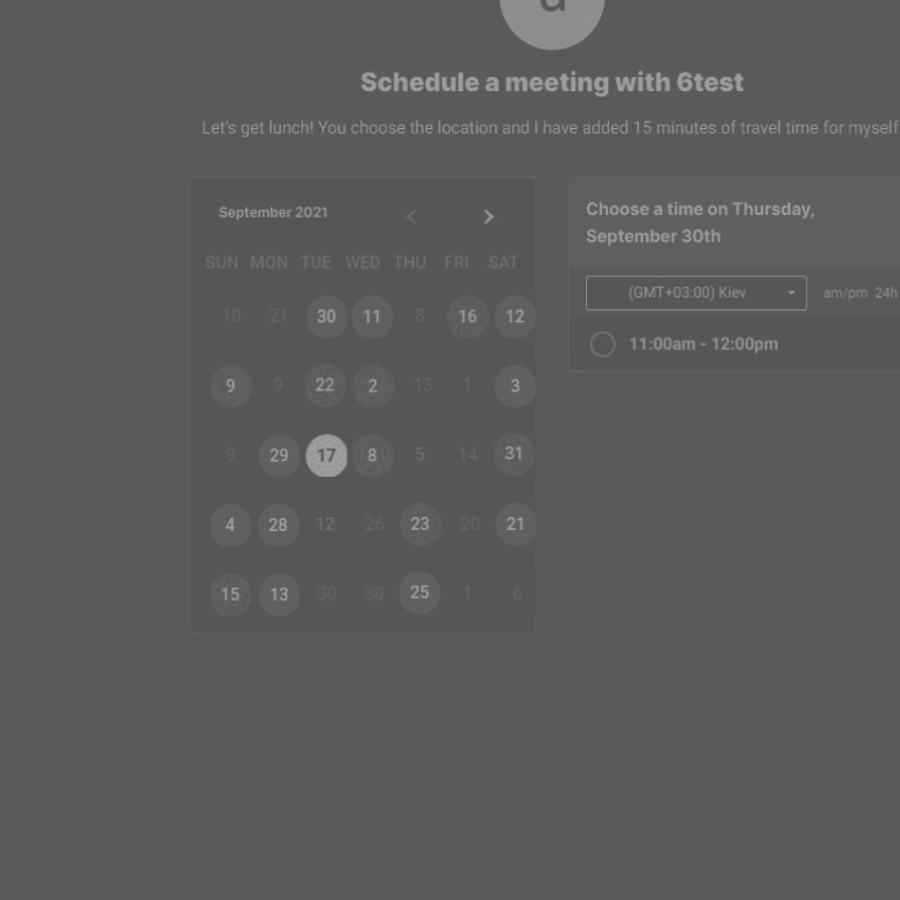 Schedule a meeting with 6test
Let's get lunch! You choose the location and I have added 15 minutes of travel time for myself
September 2021
SUN MON TUE WED THU FRI SAT
10 21 30 11 8 16 12
9 9 22 2 13 1 3
9 29 17 8 5 14 31
4 28 12 26 23 20 21
15 13 30 30 25 1 6
Choose a time on Thursday,
September 30th
(GMT+03:00) Kiev am/pm 24h
11:00am - 12:00pm